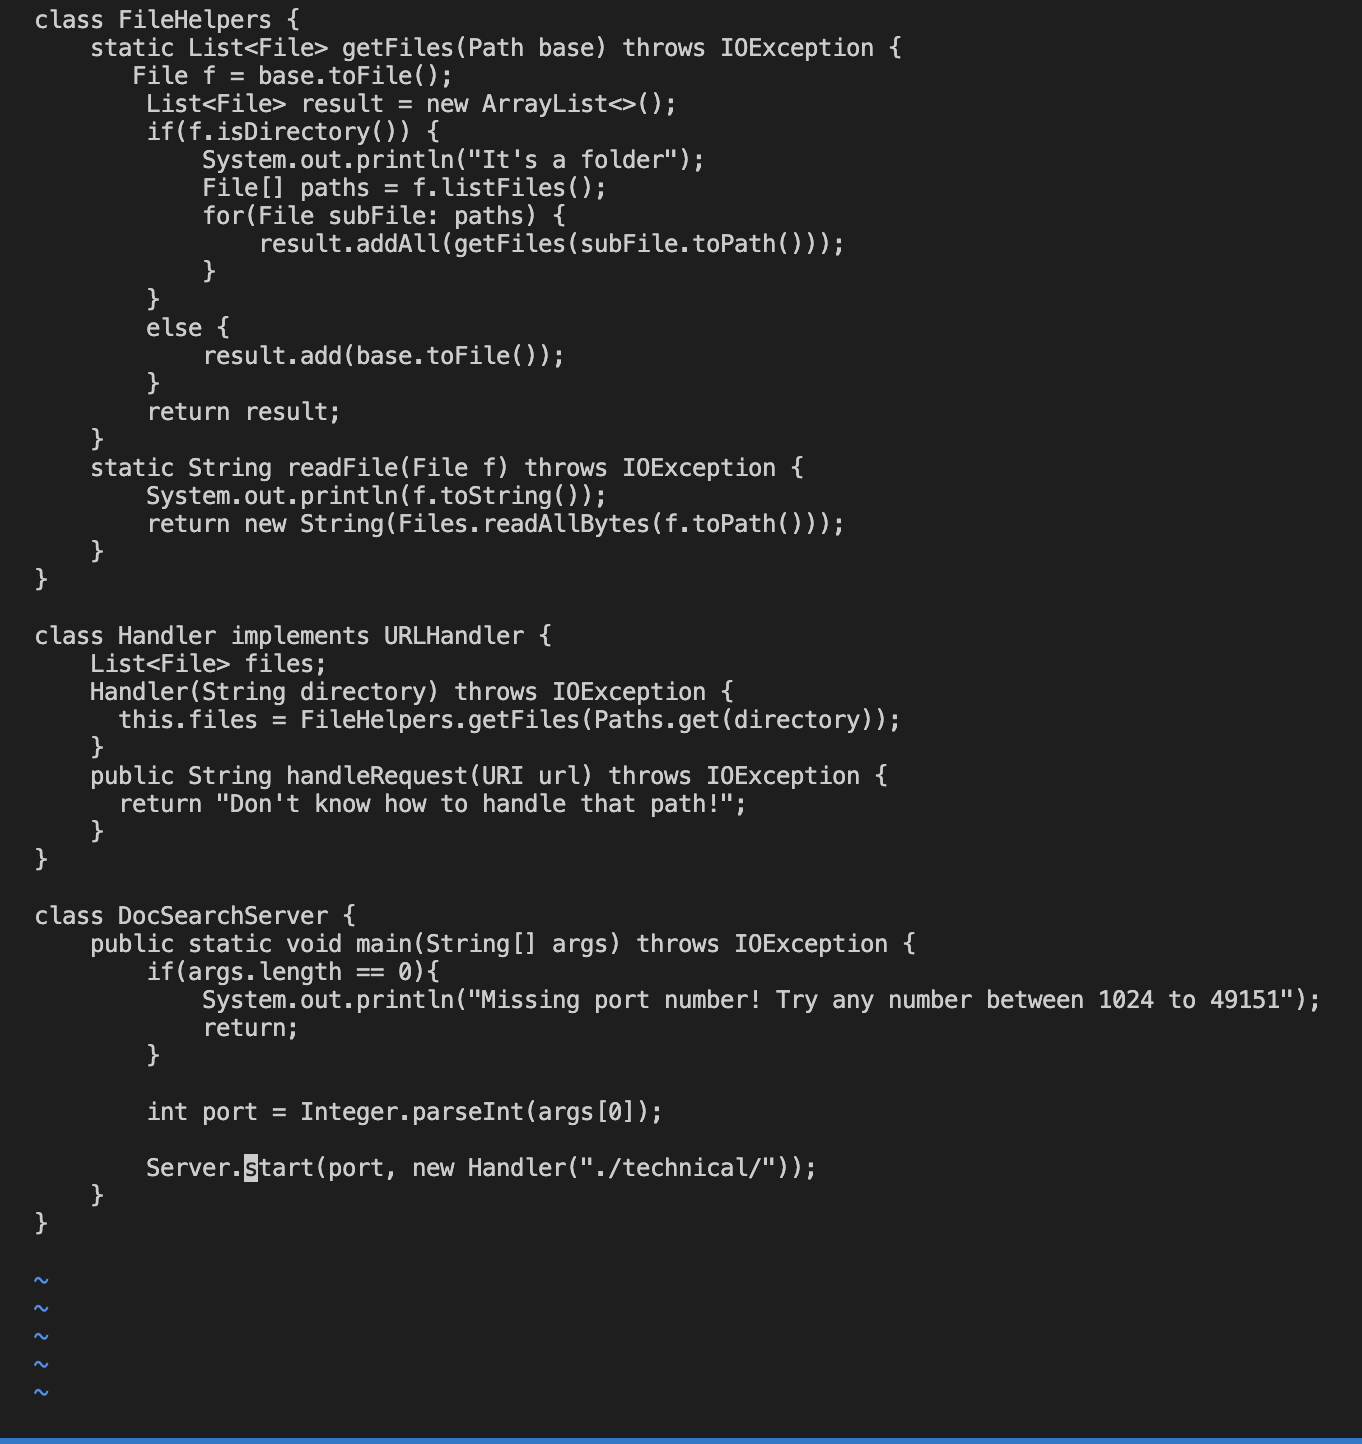 class FileHelpers {
    static List<File> getFiles(Path base) throws IOException {
       File f = base.toFile();
        List<File> result = new ArrayList<>();
        if(f.isDirectory()) {
            System.out.println("It's a folder");
            File[] paths = f.listFiles();
            for(File subFile: paths) {
                result.addAll(getFiles(subFile.toPath()));
            }
        }
        else {
            result.add(base.toFile());
        }
        return result;
    }
    static String readFile(File f) throws IOException {
        System.out.println(f.toString());
        return new String(Files.readAllBytes(f.toPath()));
    }
}

class Handler implements URLHandler {
    List<File> files;
    Handler(String directory) throws IOException {
      this.files = FileHelpers.getFiles(Paths.get(directory));
    }
    public String handleRequest(URI url) throws IOException {
      return "Don't know how to handle that path!";
    }
}

class DocSearchServer {
    public static void main(String[] args) throws IOException {
        if(args.length == 0){
            System.out.println("Missing port number! Try any number between 1024 to 49151");
            return;
        }

        int port = Integer.parseInt(args[0]);

        Server.start(port, new Handler("./technical/"));
    }
}

~
~
~
~
~